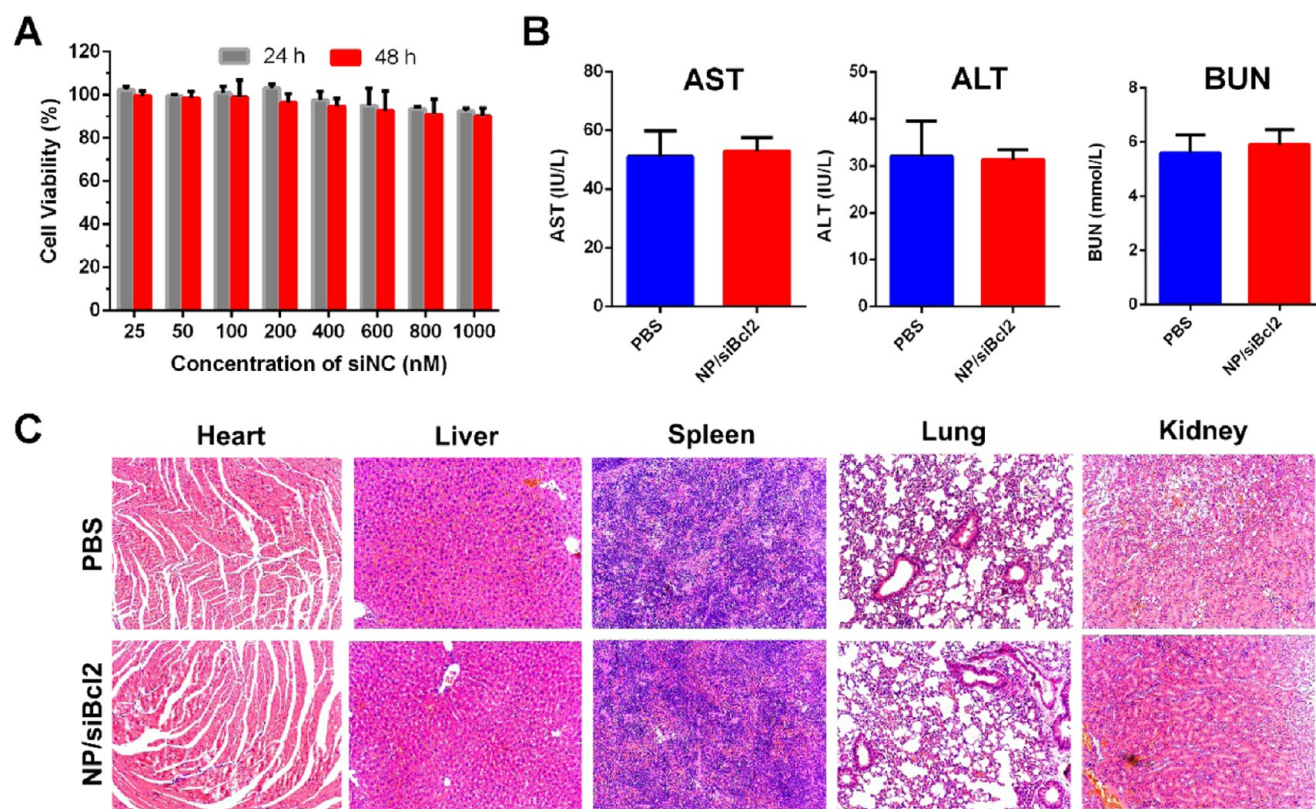 A
24 h 48 h
120
100
80
60
40
20
0
Cell Viability (%)
25 50 100 200 400 600 800 1000
Concentration of siNC (nM)
B
AST
80
60
40
20
0
AST (IU/L)
PBS
NP/siBcl2
ALT
50
40
30
20
10
0
ALT (IU/L)
PBS
NP/siBcl2
BUN
8
6
4
2
0
BUN (mmol/L)
PBS
NP/siBcl2
C
Heart Liver Spleen Lung Kidney
PBS
NP/siBcl2